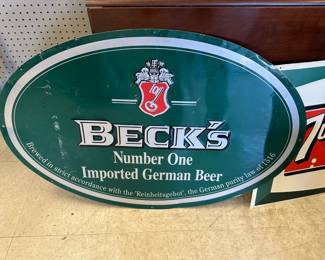 BECK'S
Number One
Imported German Beer
Brewed in strict accordance with the 'Reinheitsgebot', the German purity law of 1516
7